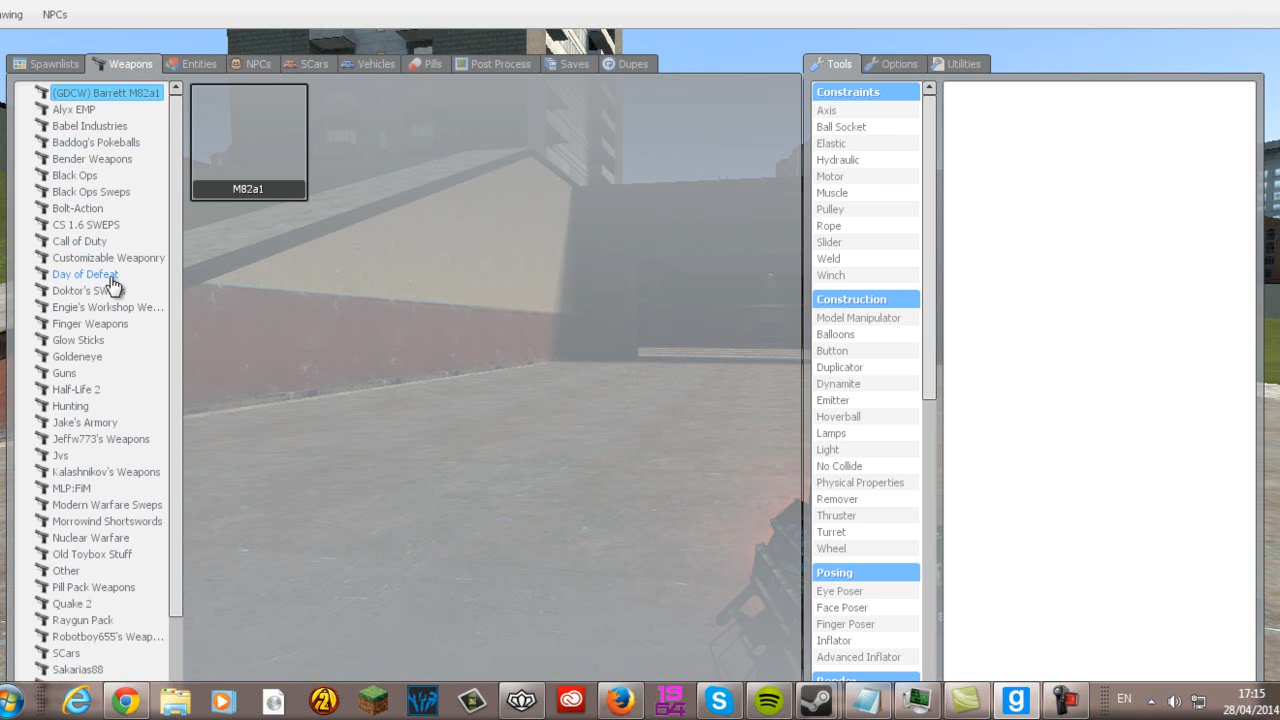 awing NPCs
Spawnlists Weapons Entities NPCs SCars Vehicles Pills Post Process Saves Dupes
Tools Options Utilities
(GDCW) Barrett M82a1
Alyx EMP
Babel Industries
Baddog's Pokeballs
Bender Weapons
Black Ops
Black Ops Sweps
Bolt-Action
CS 1.6 SWEPS
Call of Duty
Customizable Weaponry
Day of Defeat
Doktor's SW
Engie's Workshop We...
Finger Weapons
Glow Sticks
Goldeneye
Guns
Half-Life 2
Hunting
Jake's Armory
Jeffw773's Weapons
Jvs
Kalashnikov's Weapons
MLP:FiM
Modern Warfare Sweps
Morrowind Shortswords
Nuclear Warfare
Old Toybox Stuff
Other
Pill Pack Weapons
Quake 2
Raygun Pack
Robotboy655's Weap...
SCars
Sakarias88
M82a1
Constraints
Axis
Ball Socket
Elastic
Hydraulic
Motor
Muscle
Pulley
Rope
Slider
Weld
Winch
Construction
Model Manipulator
Balloons
Button
Duplicator
Dynamite
Emitter
Hoverball
Lamps
Light
No Collide
Physical Properties
Remover
Thruster
Turret
Wheel
Posing
Eye Poser
Face Poser
Finger Poser
Inflator
Advanced Inflator
19
64
EN
17:15
28/04/2014